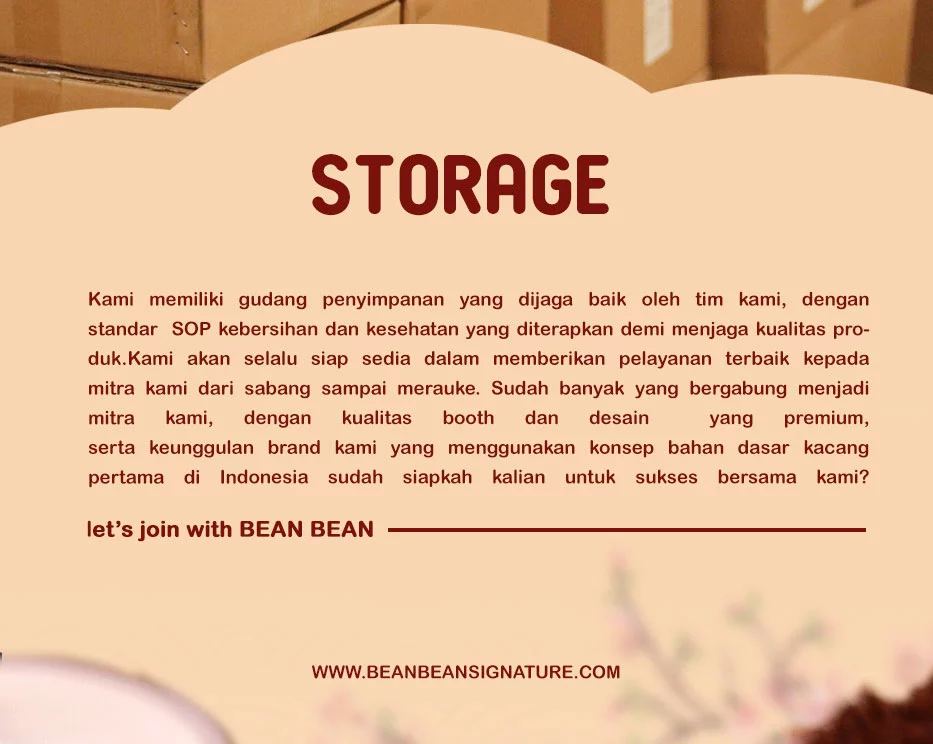 STORAGE
Kami memiliki gudang penyimpanan yang dijaga baik oleh tim kami, dengan
standar SOP kebersihan dan kesehatan yang diterapkan demi menjaga kualitas pro-
duk.Kami akan selalu siap sedia dalam memberikan pelayanan terbaik kepada
mitra kami dari sabang sampai merauke. Sudah banyak yang bergabung menjadi
mitra kami, dengan kualitas booth dan desain yang premium,
serta keunggulan brand kami yang menggunakan konsep bahan dasar kacang
pertama di Indonesia sudah siapkah kalian untuk sukses bersama kami?
let's join with BEAN BEAN
WWW.BEANBEANSIGNATURE.COM